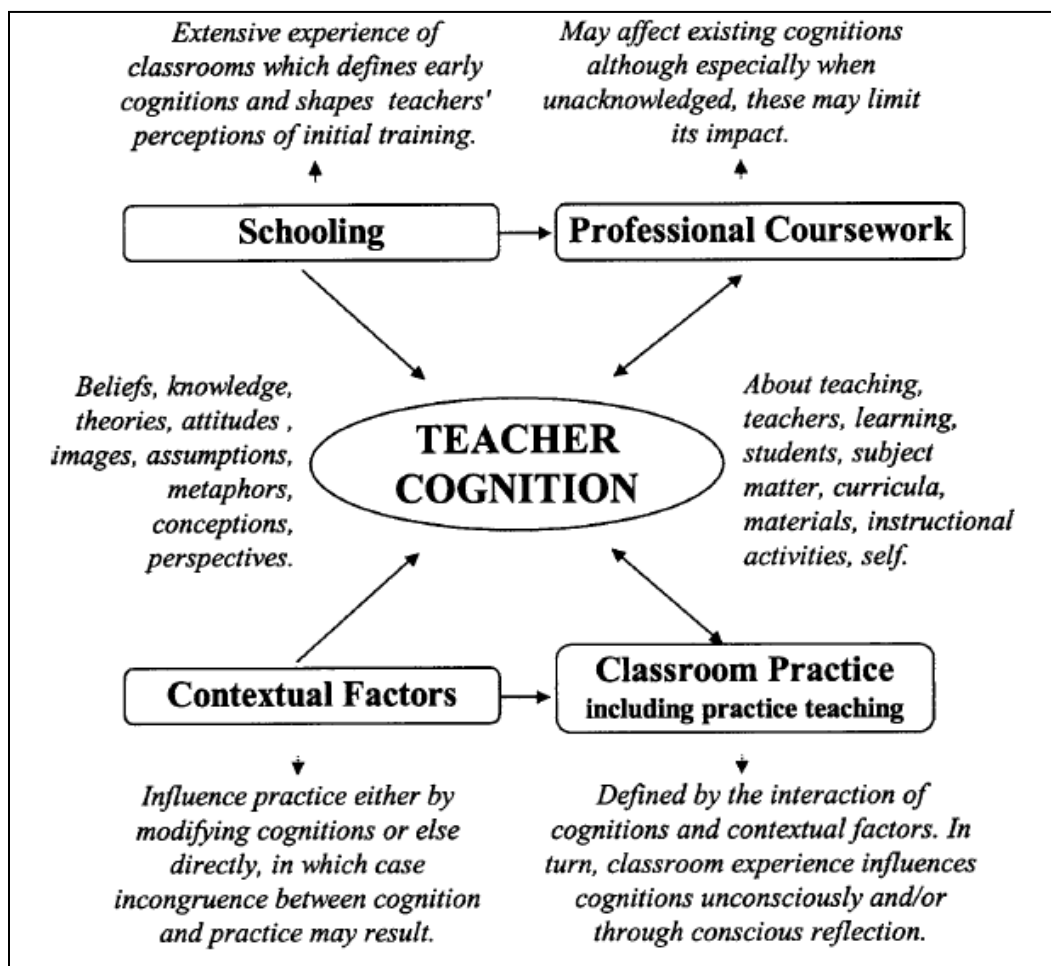 Extensive experience of
classrooms which defines early
cognitions and shapes teachers'
perceptions of initial training.
May affect existing cognitions
although especially when
unacknowledged, these may limit
its impact.
Schooling
Professional Coursework
Beliefs, knowledge,
theories, attitudes ,
images, assumptions,
metaphors,
conceptions,
perspectives.
TEACHER
COGNITION
About teaching,
teachers, learning,
students, subject
matter, curricula,
materials, instructional
activities, self.
Contextual Factors
Classroom Practice
including practice teaching
Influence practice either by
modifying cognitions or else
directly, in which case
incongruence between cognition
and practice may result.
Defined by the interaction of
cognitions and contextual factors. In
turn, classroom experience influences
cognitions unconsciously and/or
through conscious reflection.